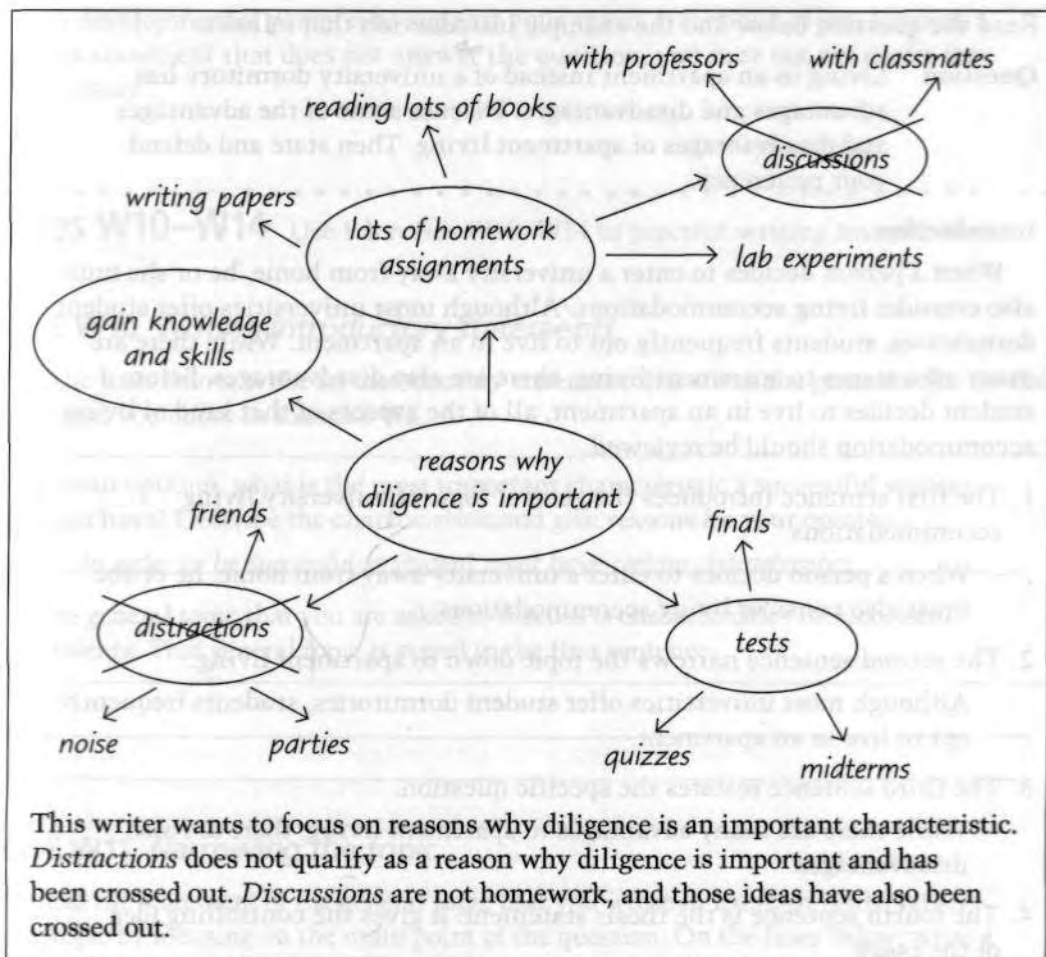 with professors
with classmates
reading lots of books
discussions
writing papers
lots of homework
assignments
lab experiments
gain knowledge
and skills
reasons why
diligence is important
friends
finals
distractions
tests
noise
parties
quizzes
midterms
This writer wants to focus on reasons why diligence is an important characteristic.
Distractions does not qualify as a reason why diligence is important and has
been crossed out. Discussions are not homework, and those ideas have also been
crossed out.